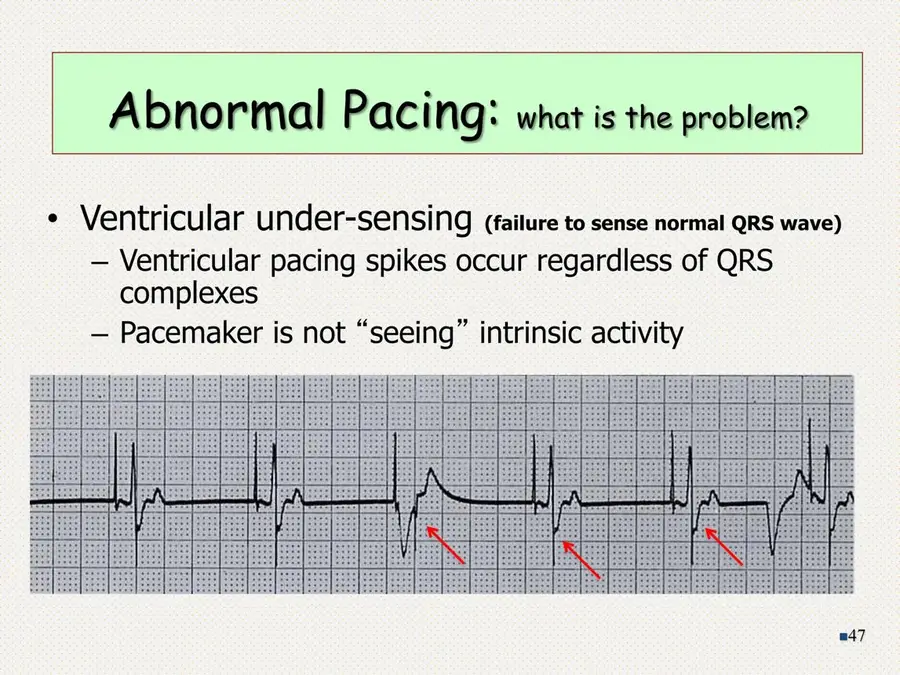 Abnormal Pacing: what is the problem?
• Ventricular under-sensing (failure to sense normal QRS wave)
– Ventricular pacing spikes occur regardless of QRS
complexes
– Pacemaker is not “seeing” intrinsic activity
47